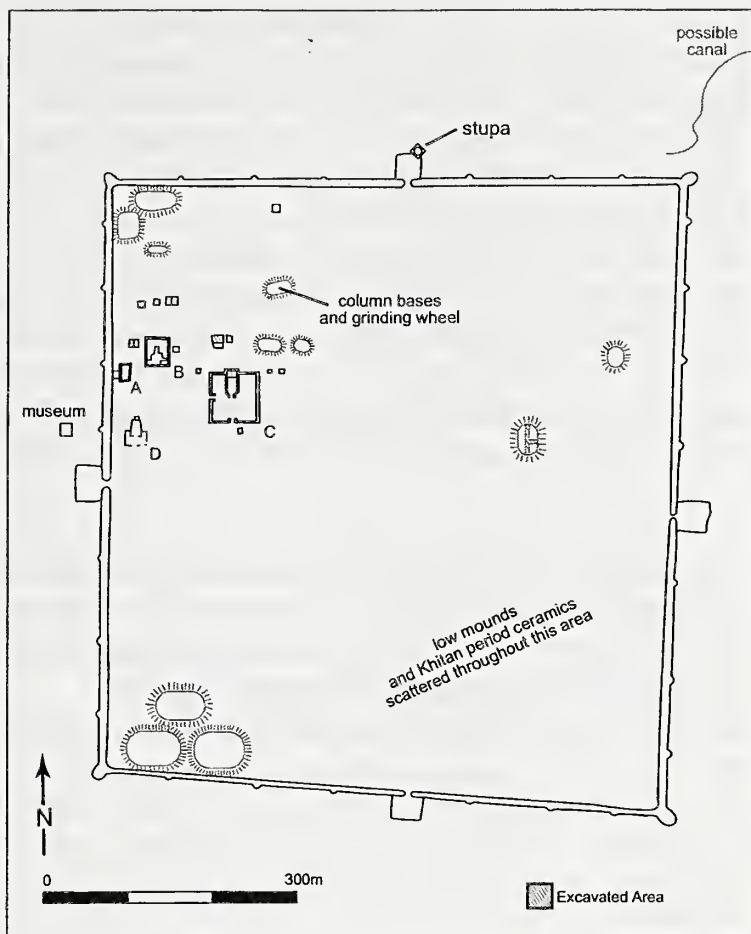 possible
canal
stupa
column bases
and grinding wheel
A
B
museum
C
D
low mounds
and Khitan period ceramics
scattered throughout this area
N
0 300m
Excavated Area